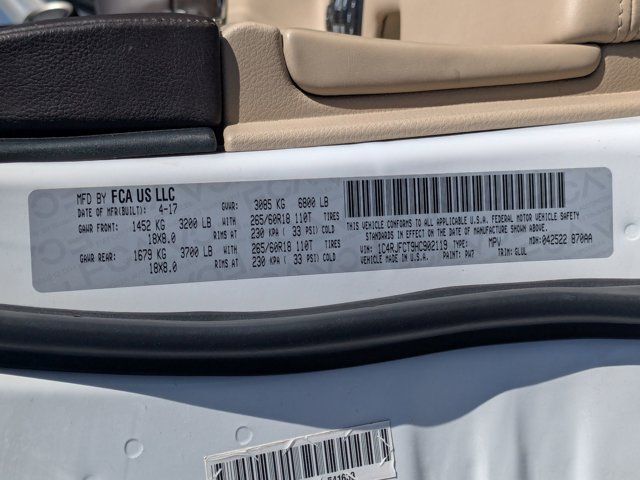 MFD BY FCA US LLC
DATE OF MFR(BUILT): 4-17
GVWR: 3085 KG 6800 LB
GAWR FRONT: 1452 KG 3200 LB WITH 265/60R18 110T TIRES
18X8.0 RIMS AT 230 KPA ( 33 PSI) COLD
GAWR REAR: 1679 KG 3700 LB WITH 265/60R18 110T TIRES
18X8.0 RIMS AT 230 KPA ( 33 PSI) COLD
THIS VEHICLE CONFORMS TO ALL APPLICABLE U.S.A. FEDERAL MOTOR VEHICLE SAFETY
STANDARDS IN EFFECT ON THE DATE OF MANUFACTURE SHOWN ABOVE.
VIN: 1C4RJFCT9HC902119 TYPE: MPV MDH: 042522 870AA
VEHICLE MADE IN U.S.A. PAINT: PW7 TRIM: GLUL